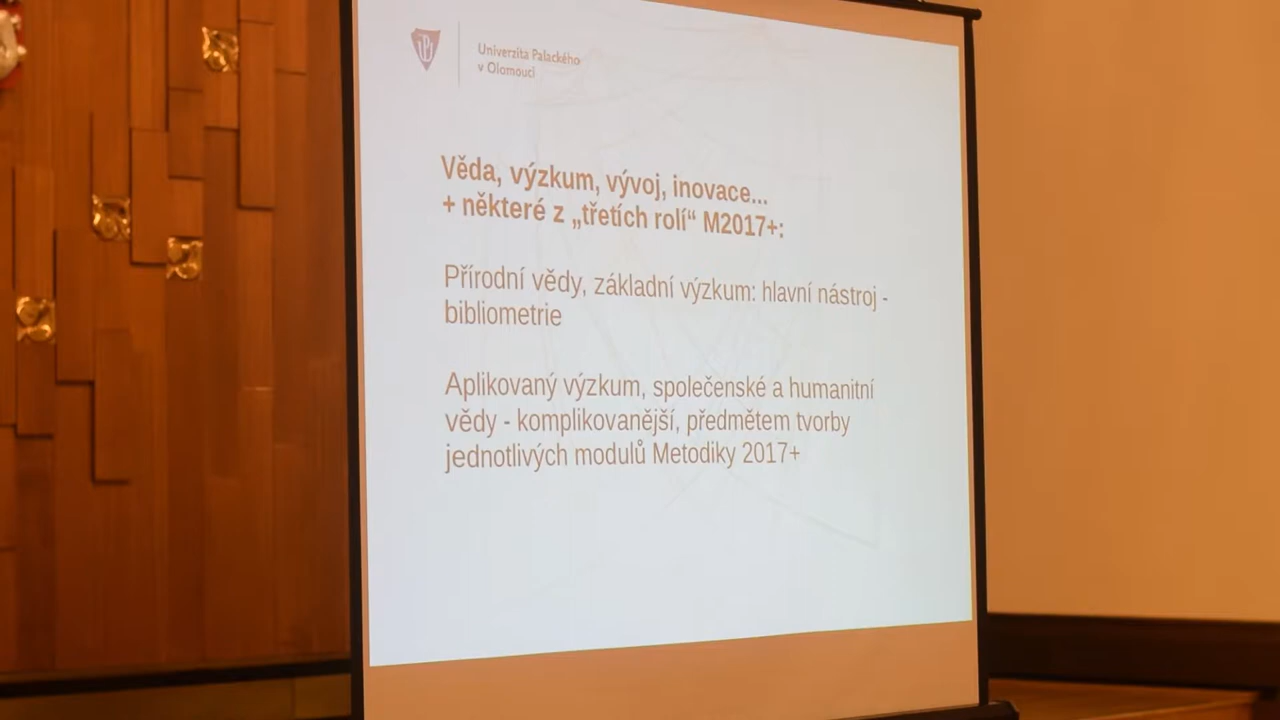 Univerzita Palackého
v Olomouci
Věda, výzkum, vývoj, inovace...
+ některé z „třetích rolí“ M2017+:
Přírodní vědy, základní výzkum: hlavní nástroj -
bibliometrie
Aplikovaný výzkum, společenské a humanitní
vědy - komplikovanější, předmětem tvorby
jednotlivých modulů Metodiky 2017+